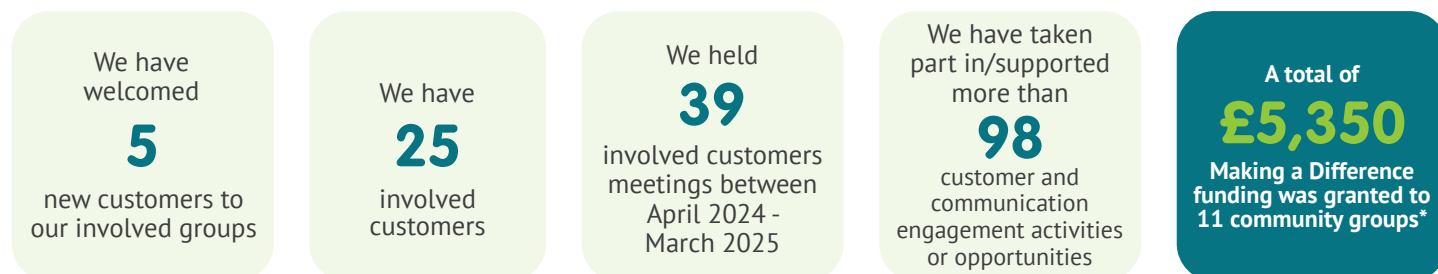 We have
welcomed
5
new customers to
our involved groups
We have
25
involved
customers
We held
39
involved customers
meetings between
April 2024 -
March 2025
We have taken
part in/supported
more than
98
customer and
communication
engagement activities
or opportunities
A total of
£5,350
Making a Difference
funding was granted to
11 community groups*